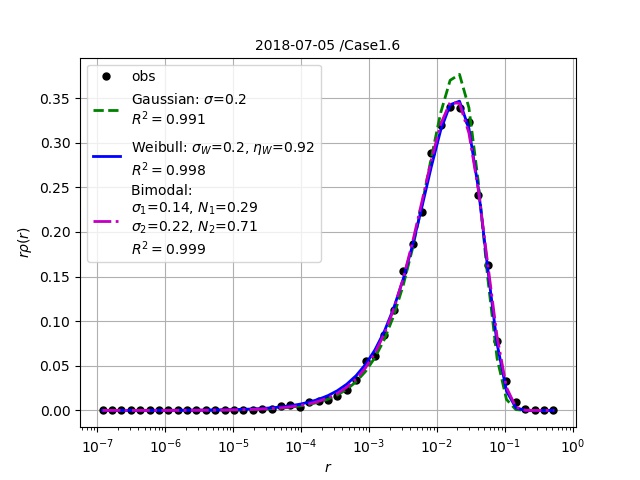 2018-07-05 /Case1.6
rρ(r)
0.35
0.30
0.25
0.20
0.15
0.10
0.05
0.00
obs
Gaussian: σ=0.2
R² = 0.991
Weibull: σ_W=0.2, η_W=0.92
R² = 0.998
Bimodal:
σ₁=0.14, N₁=0.29
σ₂=0.22, N₂=0.71
R² = 0.999
10⁻⁷ 10⁻⁶ 10⁻⁵ 10⁻⁴ 10⁻³ 10⁻² 10⁻¹ 10⁰
r